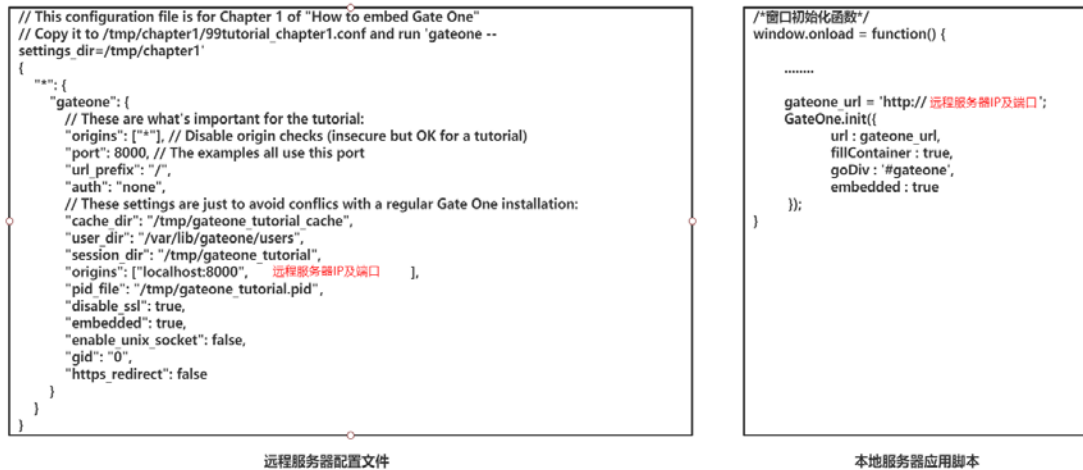 // This configuration file is for Chapter 1 of "How to embed Gate One"
// Copy it to /tmp/chapter1/99tutorial_chapter1.conf and run 'gateone --
settings_dir=/tmp/chapter1'
{
"*": {
"gateone": {
// These are what's important for the tutorial:
"origins": ["*"], // Disable origin checks (insecure but OK for a tutorial)
"port": 8000, // The examples all use this port
"url_prefix": "/",
"auth": "none",
// These settings are just to avoid conflics with a regular Gate One installation:
"cache_dir": "/tmp/gateone_tutorial_cache",
"user_dir": "/var/lib/gateone/users",
"session_dir": "/tmp/gateone_tutorial",
"origins": ["localhost:8000", 远程服务器IP及端口 ],
"pid_file": "/tmp/gateone_tutorial.pid",
"disable_ssl": true,
"embedded": true,
"enable_unix_socket": false,
"gid": "0",
"https_redirect": false
}
}
}
远程服务器配置文件
/*窗口初始化函数*/
window.onload = function() {
........
gateone_url = 'http:// 远程服务器IP及端口 ';
GateOne.init({
url : gateone_url,
fillContainer : true,
goDiv : '#gateone',
embedded : true
});
}
本地服务器应用脚本